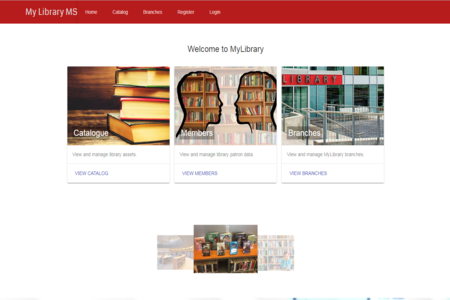 My Library MS Home Catalog Branches Register Login
Welcome to MyLibrary
LIBRARY
Catalogue Members Branches
View and manage library assets. View and manage library patron data View and manage MyLibrary branches.
VIEW CATALOG VIEW MEMBERS VIEW BRANCHES